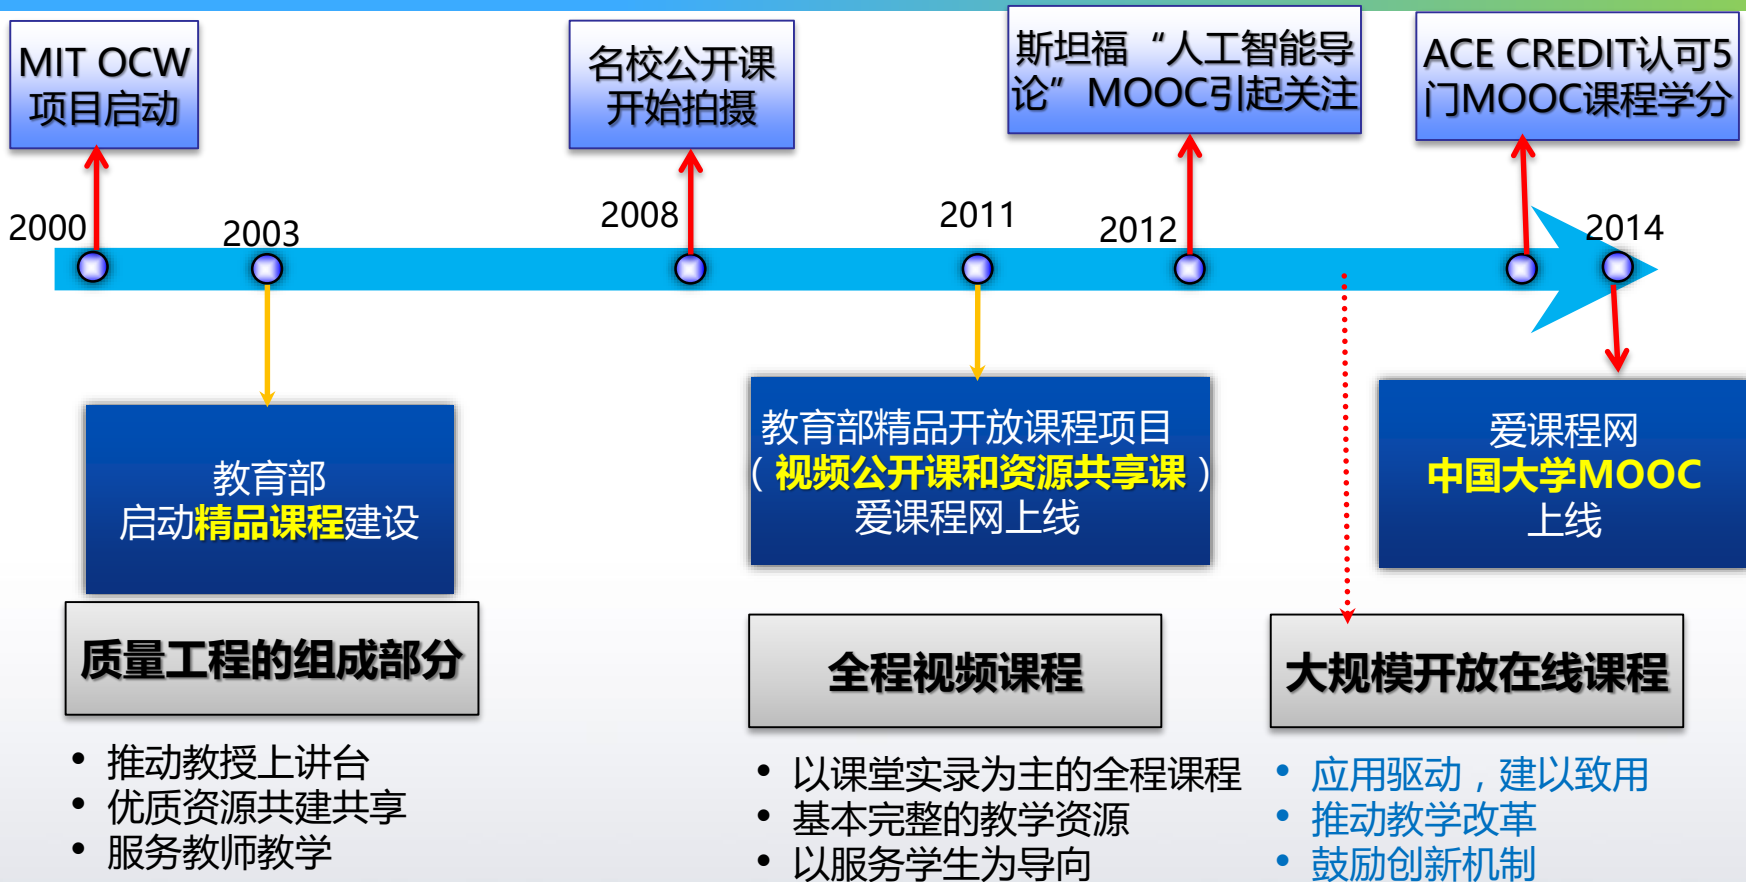 MIT OCW
项目启动
名校公开课
开始拍摄
斯坦福“人工智能导
论”MOOC引起关注
ACE CREDIT认可5
门MOOC课程学分
2000
2003
2008
2011
2012
2014
教育部
启动精品课程建设
教育部精品开放课程项目
（视频公开课和资源共享课）
爱课程网上线
爱课程网
中国大学MOOC
上线
质量工程的组成部分
• 推动教授上讲台
• 优质资源共建共享
• 服务教师教学
全程视频课程
• 以课堂实录为主的全程课程
• 基本完整的教学资源
• 以服务学生为导向
大规模开放在线课程
• 应用驱动，建以致用
• 推动教学改革
• 鼓励创新机制